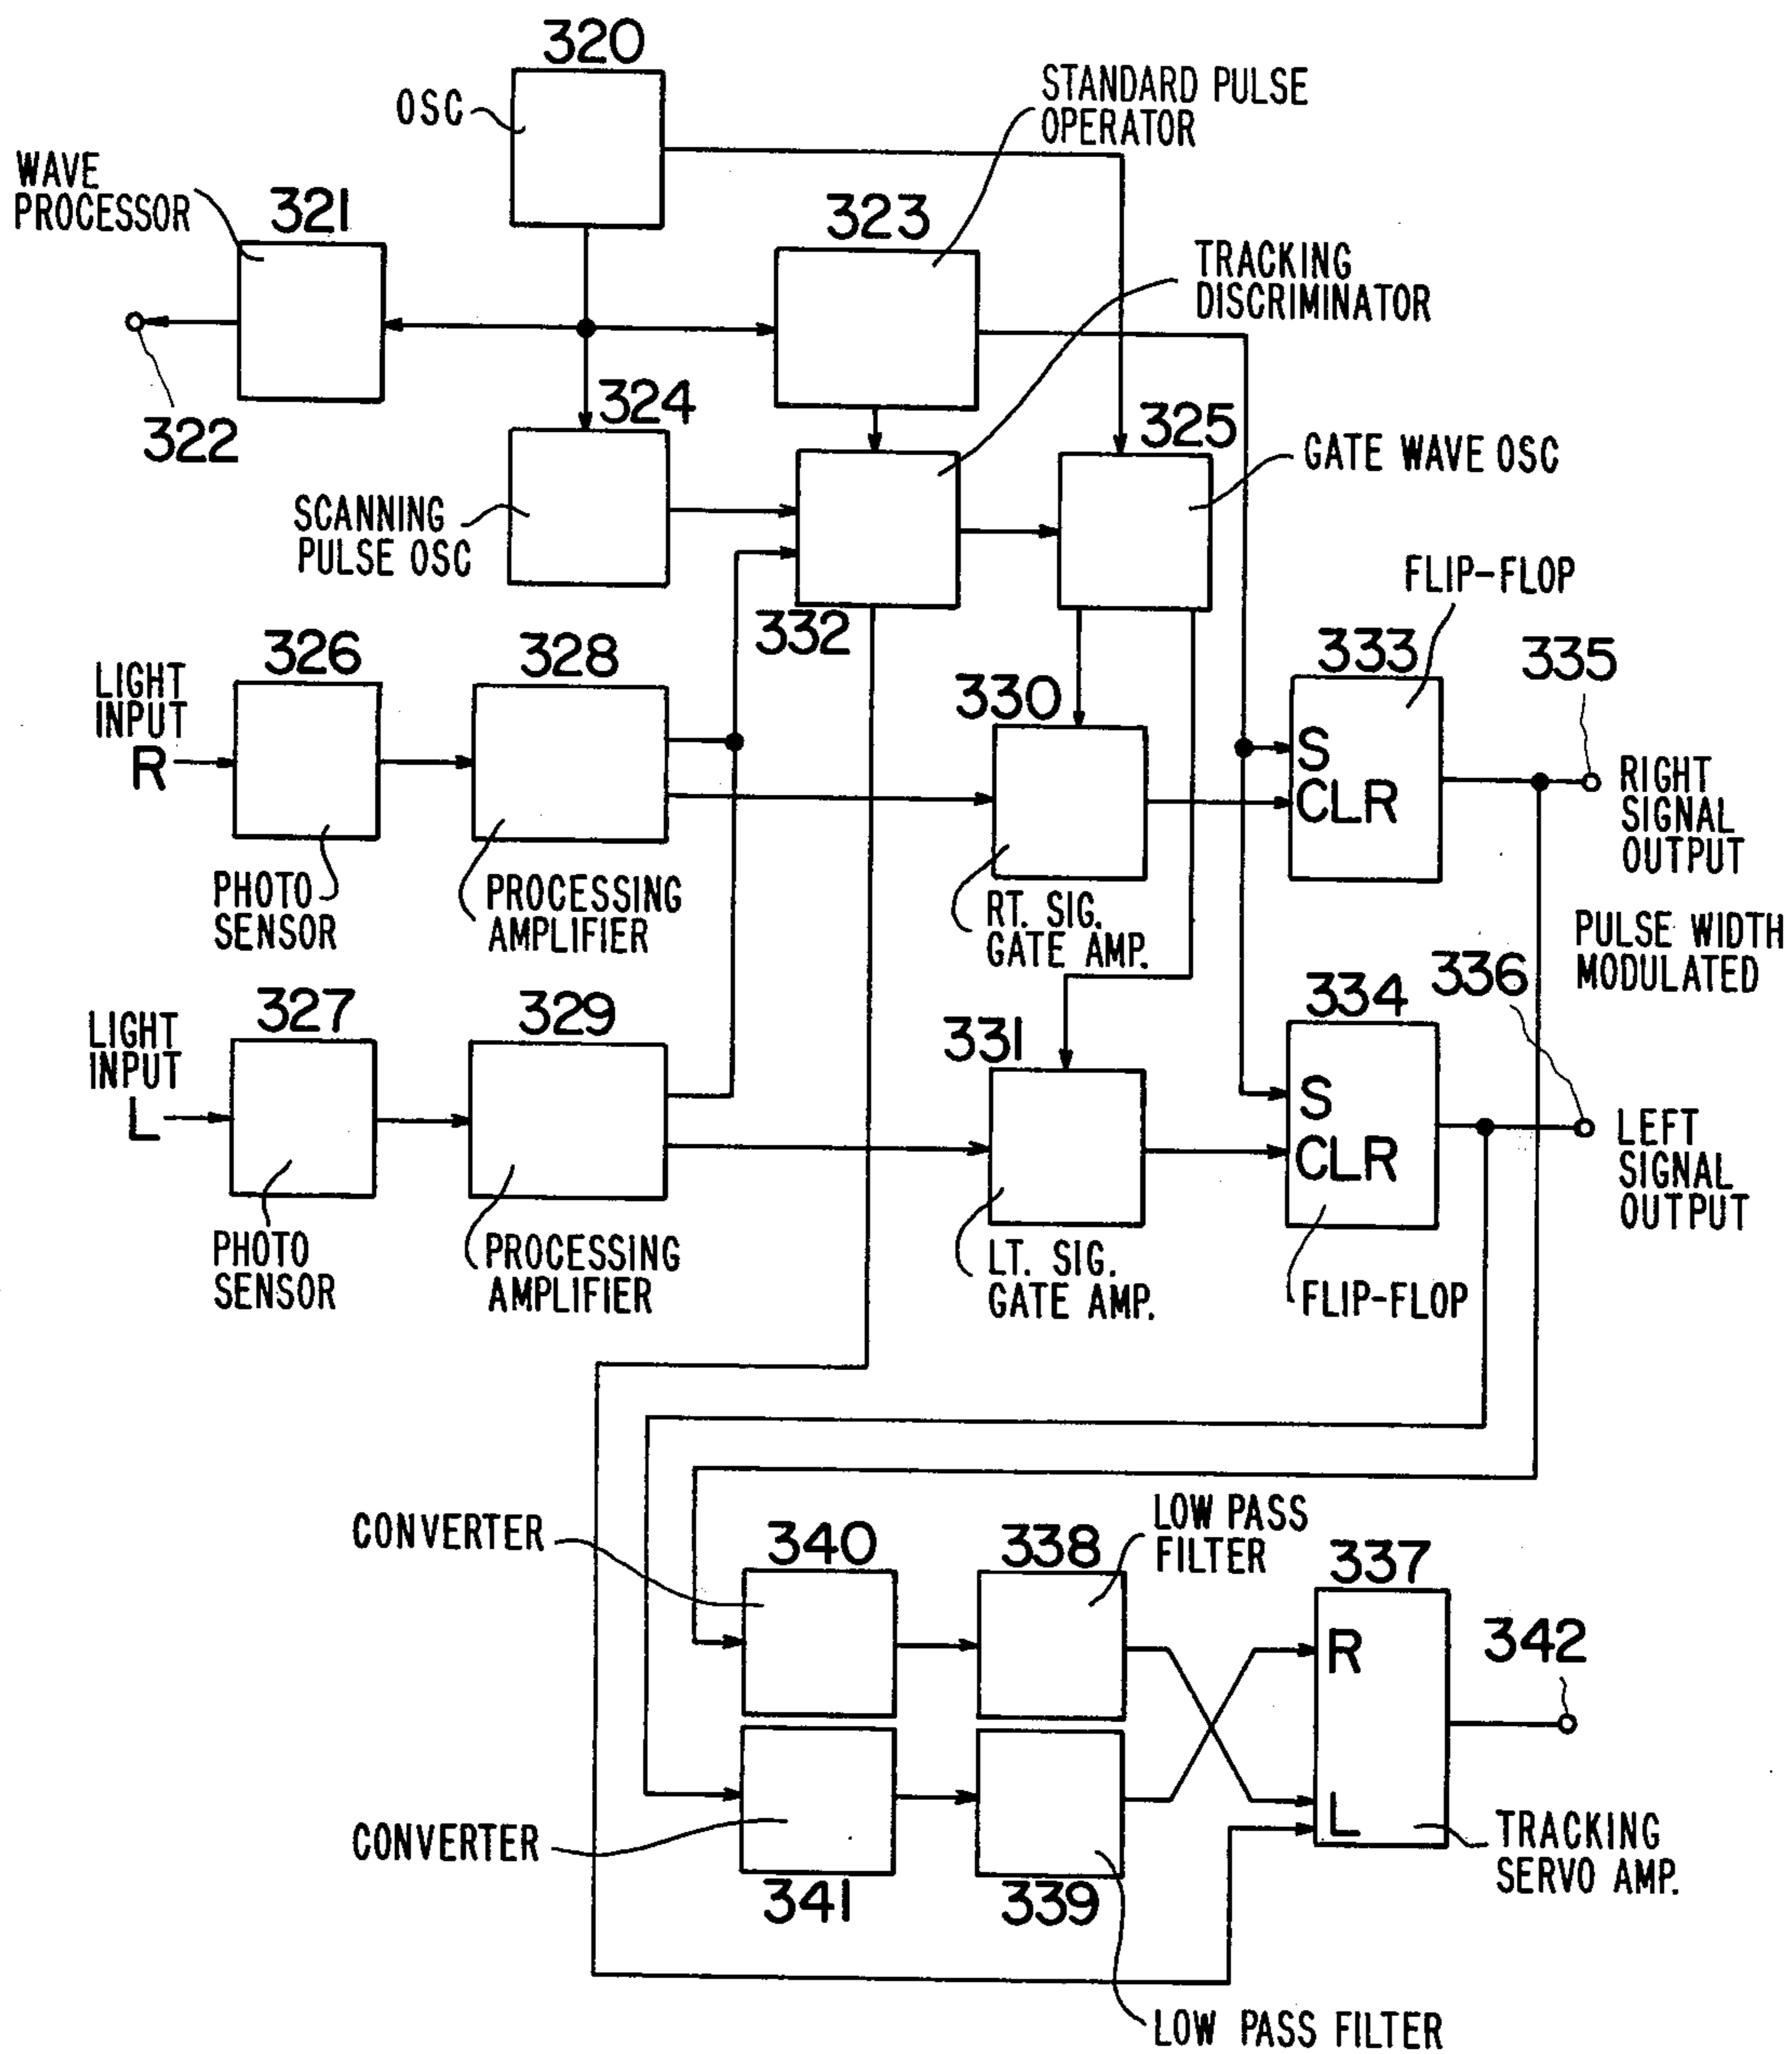 320
OSC
STANDARD PULSE
OPERATOR
WAVE
PROCESSOR
321
323
TRACKING
DISCRIMINATOR
322
324
325
GATE WAVE OSC
SCANNING
PULSE OSC
332
FLIP-FLOP
LIGHT
INPUT
R
326
328
330
333
335
S
CLR
RIGHT
SIGNAL
OUTPUT
PHOTO
SENSOR
PROCESSING
AMPLIFIER
RT. SIG.
GATE AMP.
PULSE WIDTH
MODULATED
LIGHT
INPUT
L
327
329
331
334
336
S
CLR
LEFT
SIGNAL
OUTPUT
PHOTO
SENSOR
PROCESSING
AMPLIFIER
LT. SIG.
GATE AMP.
FLIP-FLOP
CONVERTER
340
338
LOW PASS
FILTER
337
R
342
L
CONVERTER
341
339
TRACKING
SERVO AMP.
LOW PASS FILTER